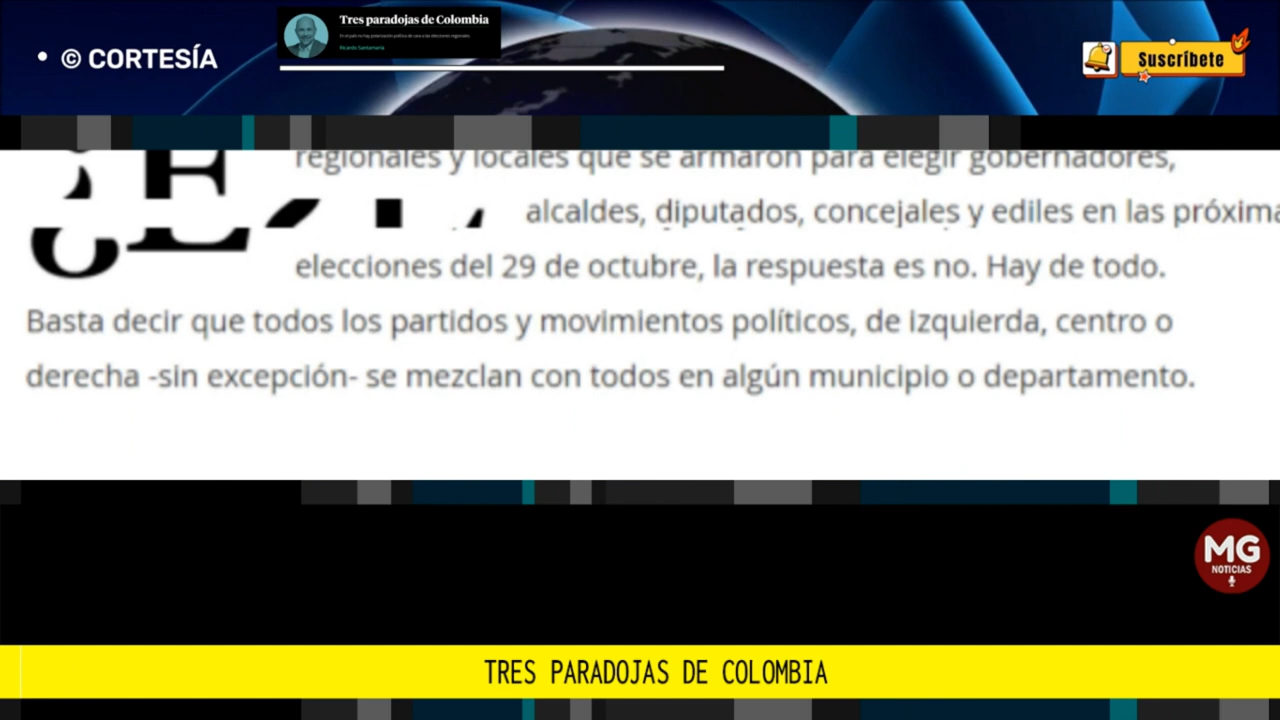 • © CORTESÍA
Tres paradojas de Colombia
Ricardo Santamaría
Suscríbete
regionales y locales que se armaron para elegir gobernadores,
alcaldes, diputados, concejales y ediles en las próxima
elecciones del 29 de octubre, la respuesta es no. Hay de todo.
Basta decir que todos los partidos y movimientos políticos, de izquierda, centro o
derecha -sin excepción- se mezclan con todos en algún municipio o departamento.
MG
NOTICIAS
TRES PARADOJAS DE COLOMBIA